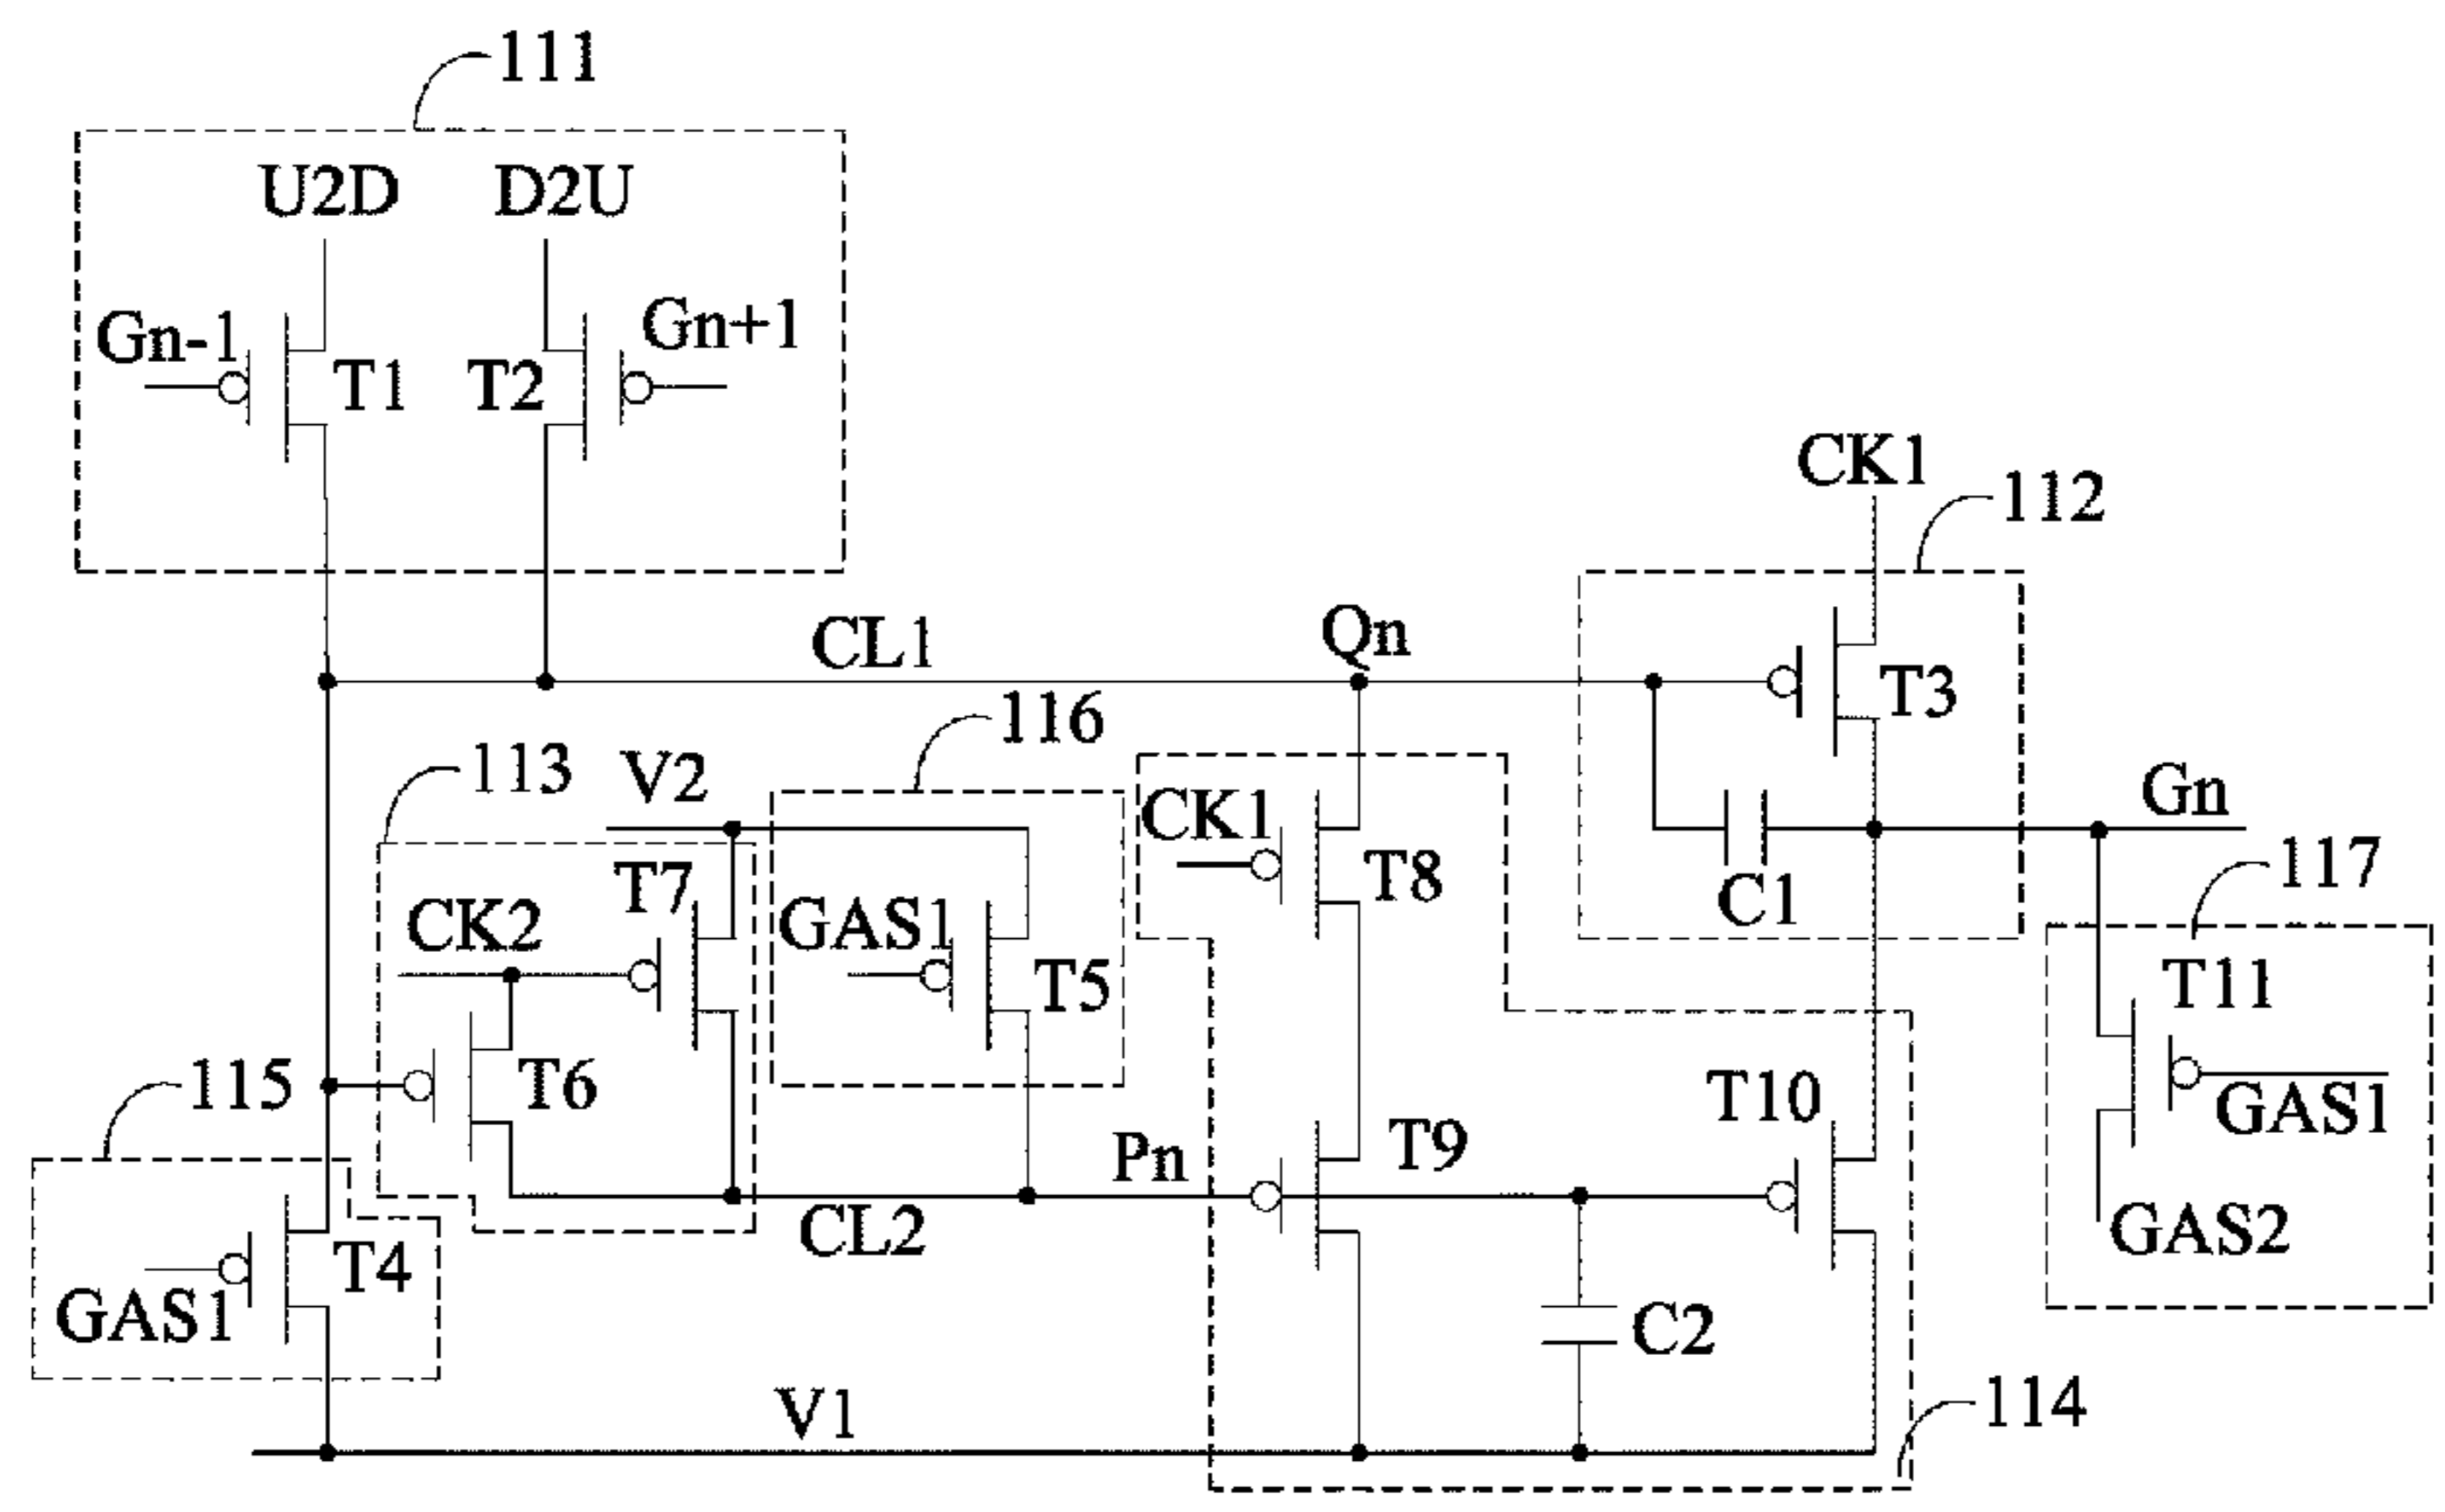 111
U2D
D2U
Gn-1
Gn+1
T1
T2
CK1
112
CL1
Qn
T3
116
113
V2
Gn
CK1
T7
T8
117
CK2
GAS1
C1
T5
T11
T6
115
T10
GAS1
Pn
T9
CL2
GAS2
T4
GAS1
C2
V1
114